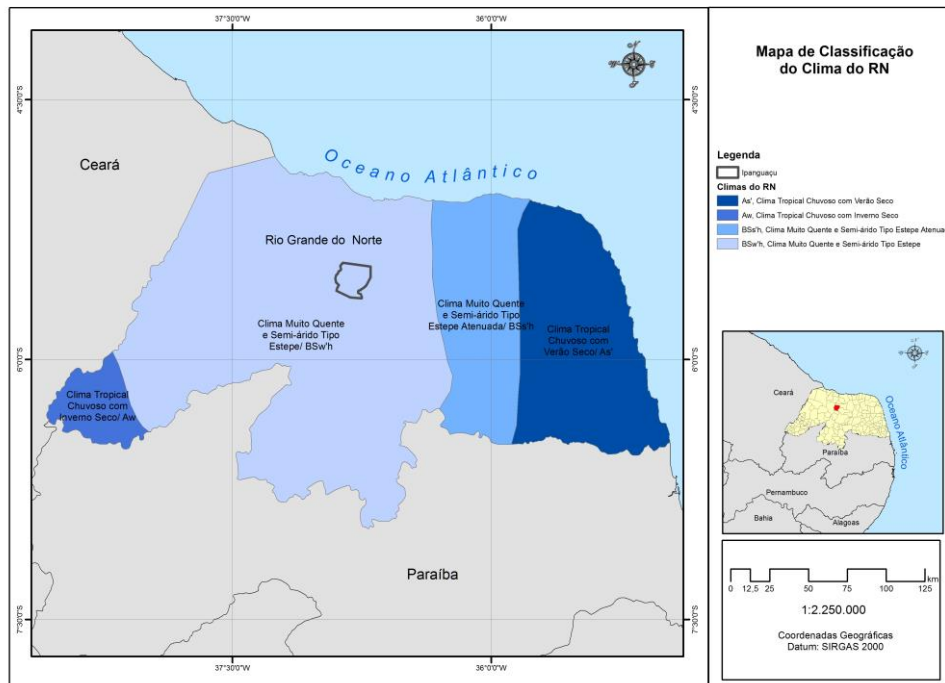 37°30'0"W
36°0'0"W
4°30'0"S
4°30'0"S
Ceará
Oceano Atlântico
Rio Grande do Norte
Clima Muito Quente
e Semi-árido Tipo
Estepe/ BSw'h
Clima Muito Quente
e Semi-árido Tipo
Estepe Atenuada/ BSs'h
Clima Tropical
Chuvoso com
Verão Seco/ As'
6°0'0"S
6°0'0"S
Clima Tropical
Chuvoso com
Inverno Seco/ Aw
Paraíba
7°30'0"S
7°30'0"S
37°30'0"W
36°0'0"W
Mapa de Classificação
do Clima do RN
Legenda
Ipanguaçu
Climas do RN
As', Clima Tropical Chuvoso com Verão Seco
Aw, Clima Tropical Chuvoso com Inverno Seco
BSs'h, Clima Muito Quente e Semi-árido Tipo Estepe Atenua
BSw'h, Clima Muito Quente e Semi-árido Tipo Estepe
Ceará
Oceano Atlântico
Paraíba
Pernambuco
Bahia
Alagoas
km
0 12,5 25 50 75 100 125
1:2.250.000
Coordenadas Geográficas
Datum: SIRGAS 2000